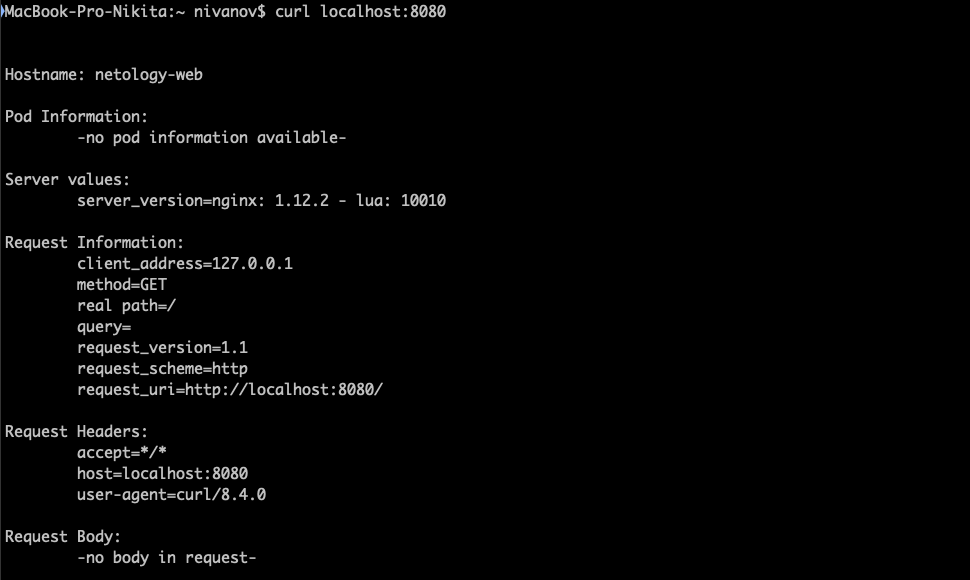 MacBook-Pro-Nikita:~ nivanov$ curl localhost:8080
Hostname: netology-web
Pod Information:
-no pod information available-
Server values:
server_version=nginx: 1.12.2 - lua: 10010
Request Information:
client_address=127.0.0.1
method=GET
real path=/
query=
request_version=1.1
request_scheme=http
request_uri=http://localhost:8080/
Request Headers:
accept=*/*
host=localhost:8080
user-agent=curl/8.4.0
Request Body:
-no body in request-